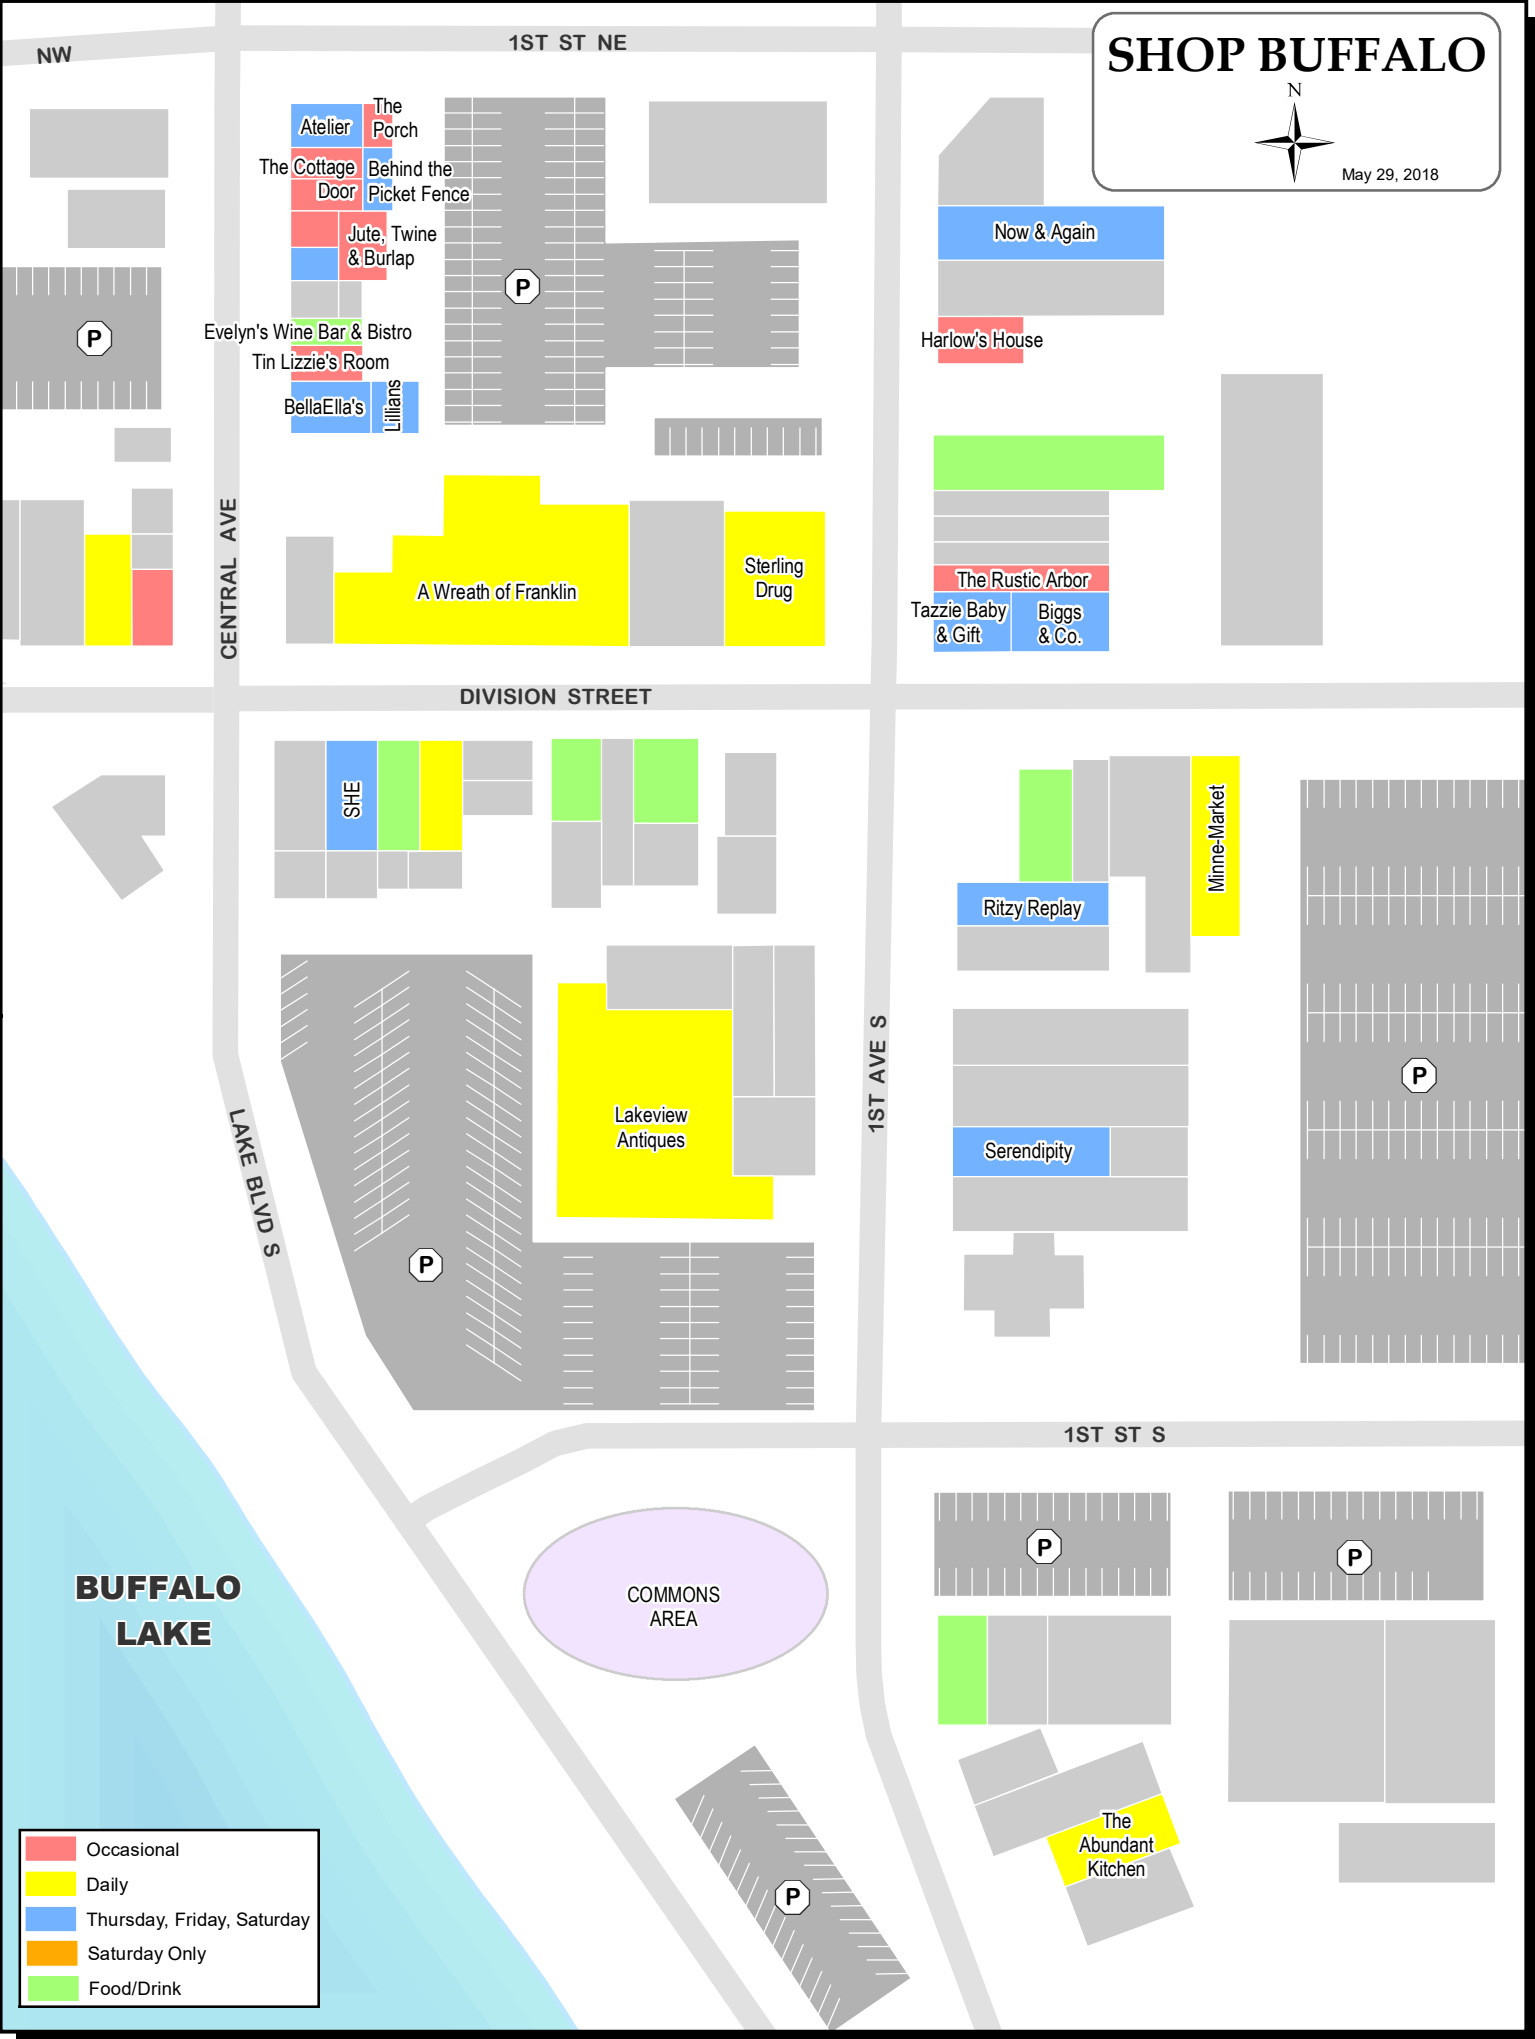 NW
1ST ST NE
SHOP BUFFALO
N
May 29, 2018
Atelier
The
Porch
The Cottage
Door
Behind the
Picket Fence
Jute, Twine
& Burlap
P
P
Evelyn's Wine Bar & Bistro
Tin Lizzie's Room
BellaElla's
Lillians
Now & Again
Harlow's House
CENTRAL AVE
A Wreath of Franklin
Sterling
Drug
The Rustic Arbor
Tazzie Baby
& Gift
Biggs
& Co.
DIVISION STREET
SHE
Minne-Market
Ritzy Replay
LAKE BLVD S
Lakeview
Antiques
1ST AVE S
Serendipity
P
P
1ST ST S
COMMONS
AREA
P
P
BUFFALO
LAKE
The
Abundant
Kitchen
P
Occasional
Daily
Thursday, Friday, Saturday
Saturday Only
Food/Drink